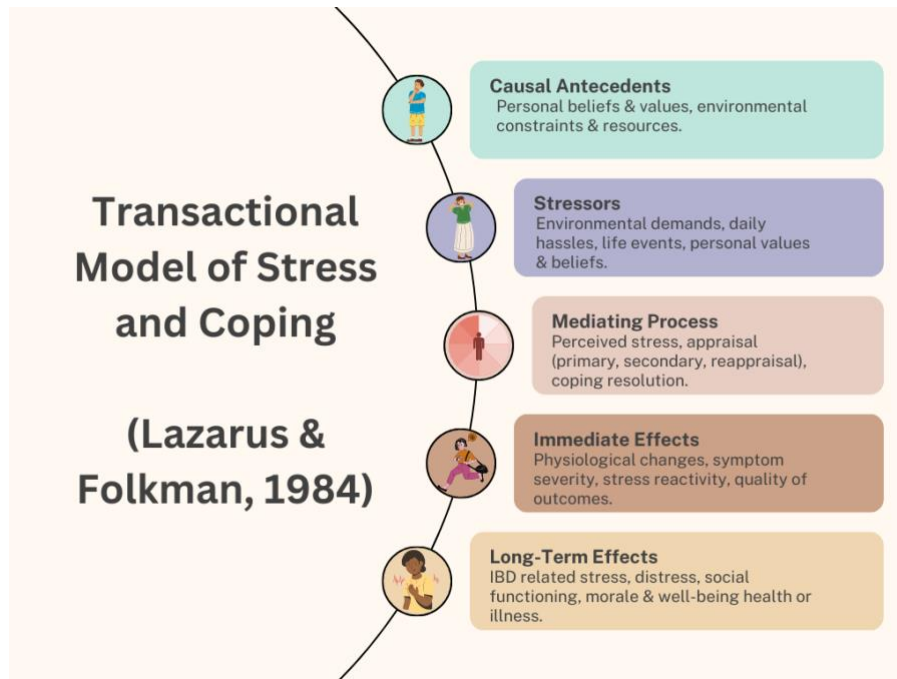 Transactional
Model of Stress
and Coping
(Lazarus &
Folkman, 1984)
Causal Antecedents
Personal beliefs & values, environmental
constraints & resources.
Stressors
Environmental demands, daily
hassles, life events, personal values
& beliefs.
Mediating Process
Perceived stress, appraisal
(primary, secondary, reappraisal),
coping resolution.
Immediate Effects
Physiological changes, symptom
severity, stress reactivity, quality of
outcomes.
Long-Term Effects
IBD related stress, distress, social
functioning, morale & well-being health or
illness.